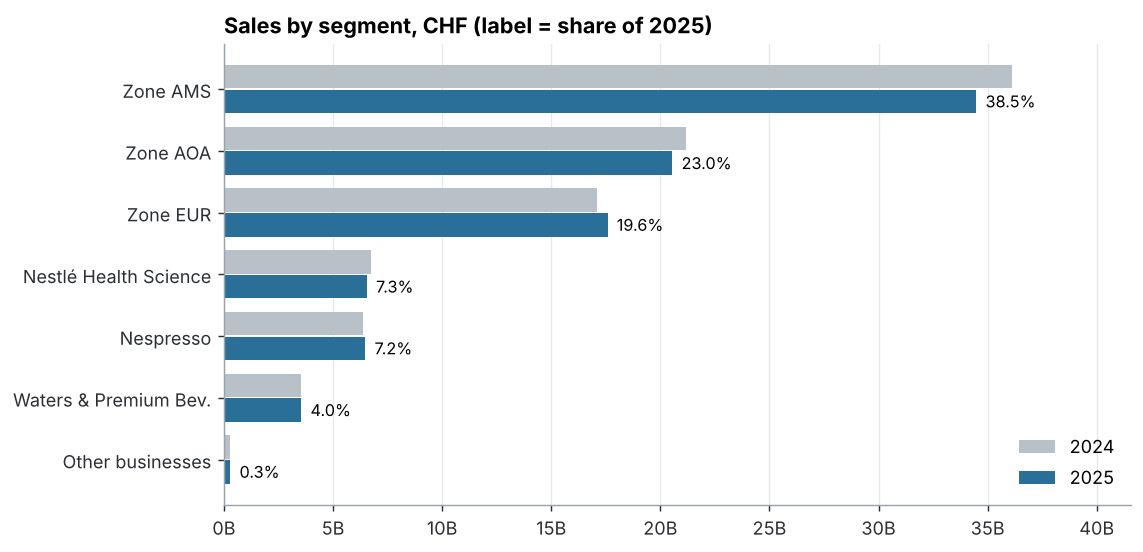 Sales by segment, CHF (label = share of 2025)
Zone AMS
38.5%
Zone AOA
23.0%
Zone EUR
19.6%
Nestlé Health Science
7.3%
Nespresso
7.2%
Waters & Premium Bev.
4.0%
Other businesses
0.3%
2024
2025
0B 5B 10B 15B 20B 25B 30B 35B 40B